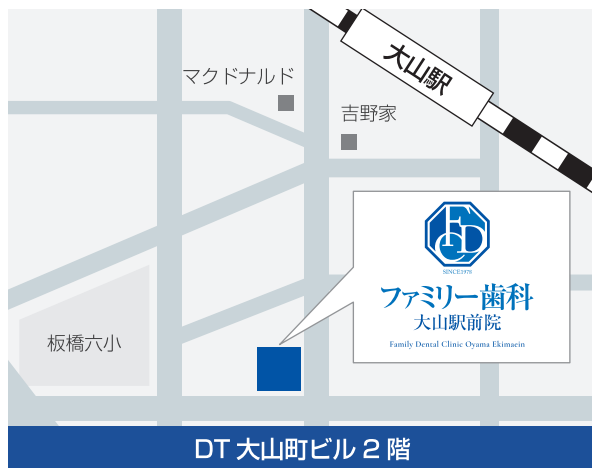 大山駅
マクドナルド
吉野家
FDC
SINCE1978
ファミリー歯科
大山駅前院
Family Dental Clinic Oyama Ekimaein
板橋六小
DT 大山町ビル 2 階